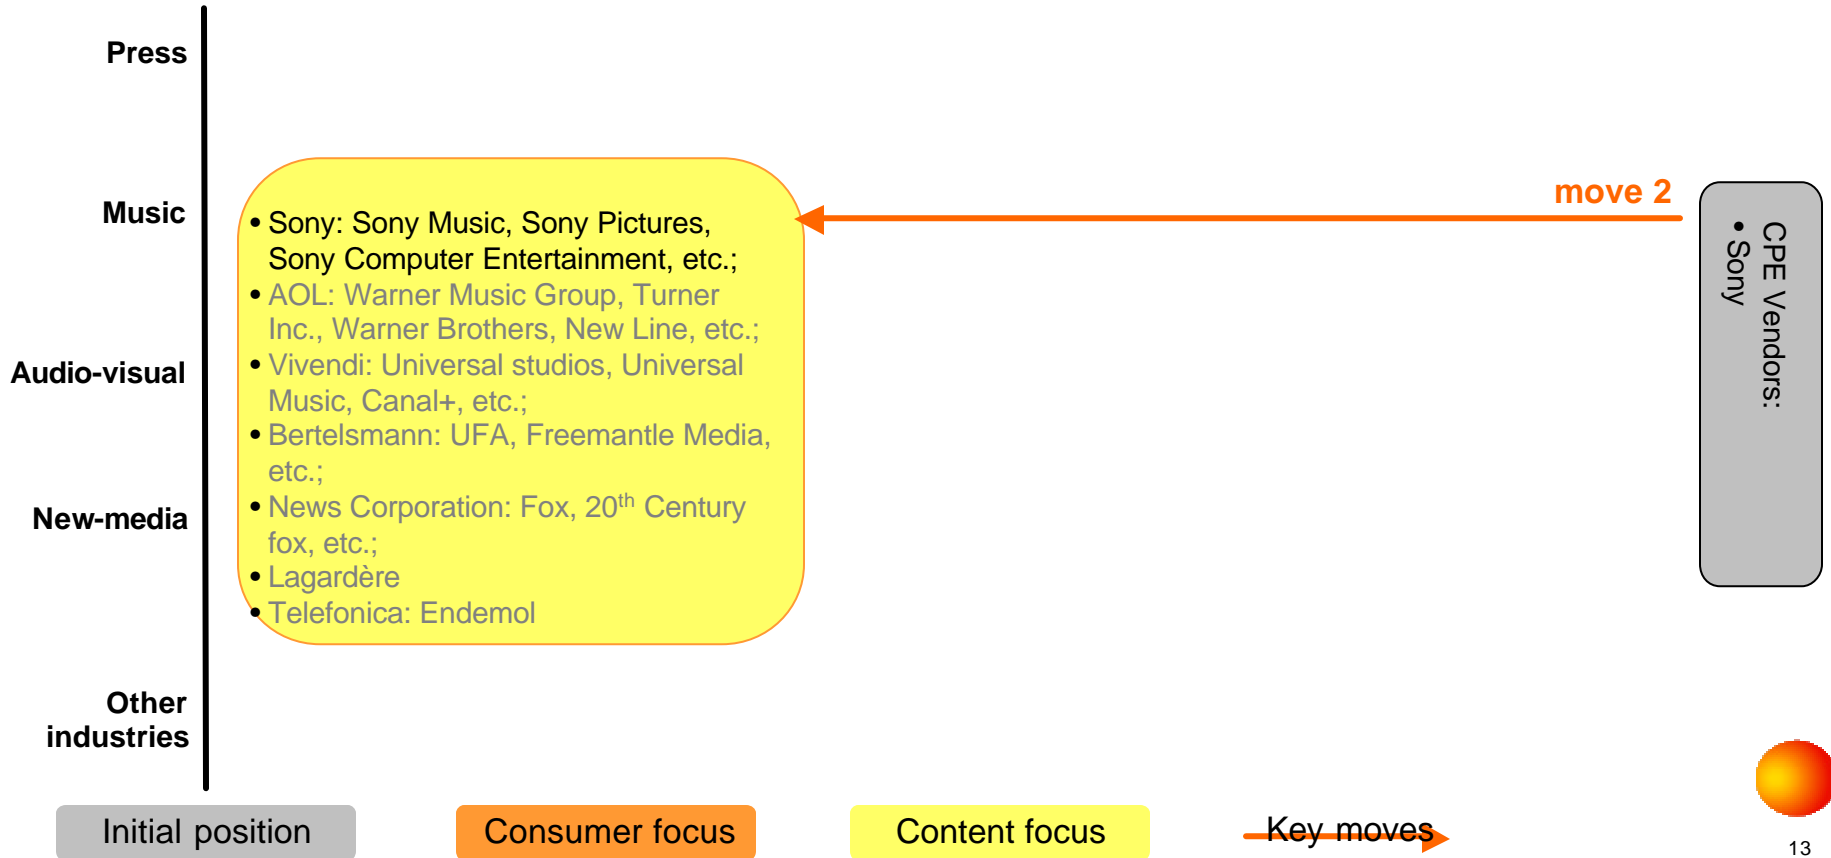 Press
Music
Audio-visual
New-media
Other
industries
• Sony: Sony Music, Sony Pictures,
Sony Computer Entertainment, etc.;
• AOL: Warner Music Group, Turner
Inc., Warner Brothers, New Line, etc.;
• Vivendi: Universal studios, Universal
Music, Canal+, etc.;
• Bertelsmann: UFA, Freemantle Media,
etc.;
• News Corporation: Fox, 20th Century
fox, etc.;
• Lagardère
• Telefonica: Endemol
move 2
CPE Vendors:
• Sony
Initial position
Consumer focus
Content focus
Key moves
13